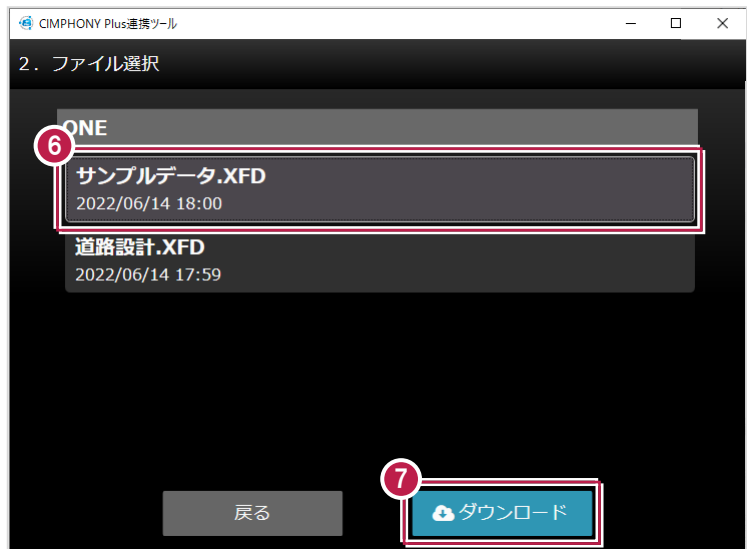 CIMPHONY Plus連携ツール
2．ファイル選択
ONE
6
サンプルデータ.XFD
2022/06/14 18:00
道路設計.XFD
2022/06/14 17:59
7
戻る
ダウンロード